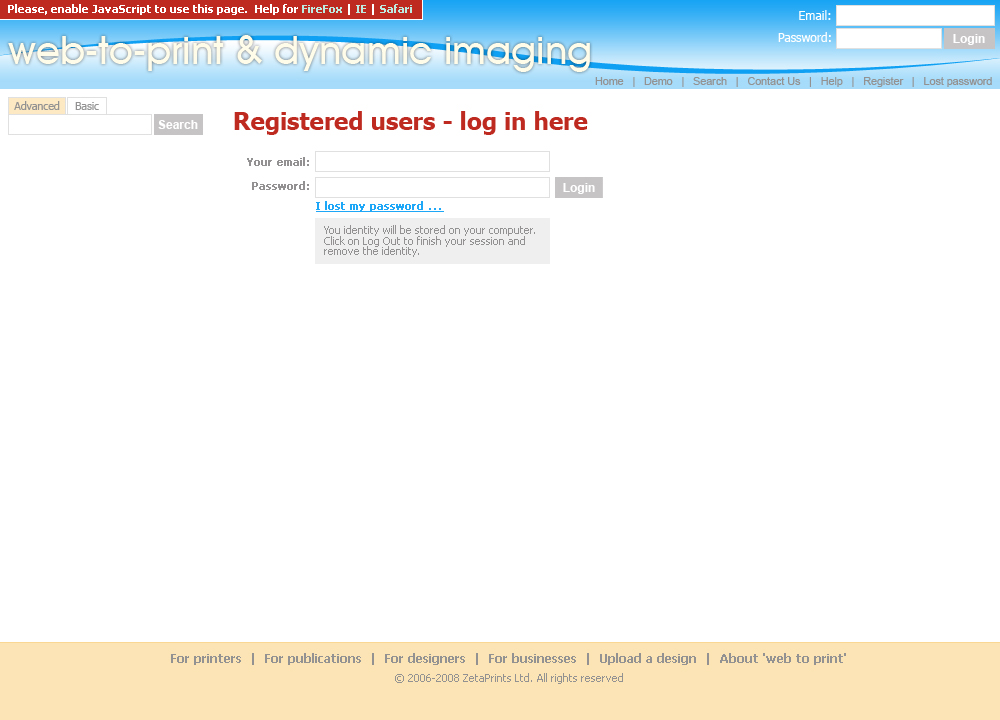 Please, enable JavaScript to use this page. Help for FireFox | IE | Safari
Email:
Password: Login
web-to-print & dynamic imaging
Home | Demo | Search | Contact Us | Help | Register | Lost password
Advanced Basic
Search
Registered users - log in here
Your email:
Password: Login
I lost my password ...
You identity will be stored on your computer.
Click on Log Out to finish your session and
remove the identity.
For printers | For publications | For designers | For businesses | Upload a design | About 'web to print'
© 2006-2008 ZetaPrints Ltd. All rights reserved